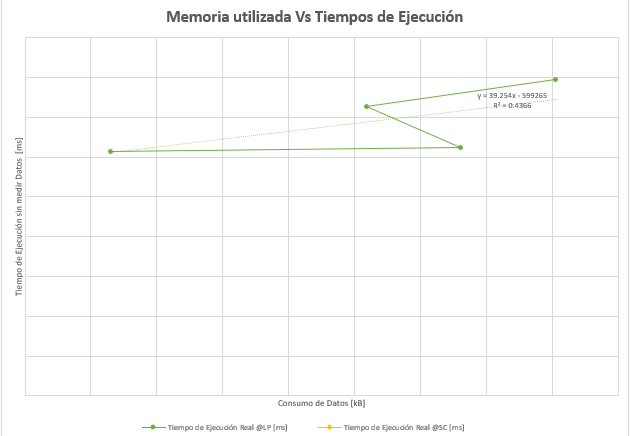 Memoria utilizada Vs Tiempos de Ejecución
y = 39.254x - 599265
R² = 0.4366
Tiempo de Ejecución sin medir Datos [ms]
Consumo de Datos [kB]
Tiempo de Ejecución Real @LP [ms]
Tiempo de Ejecución Real @SC [ms]